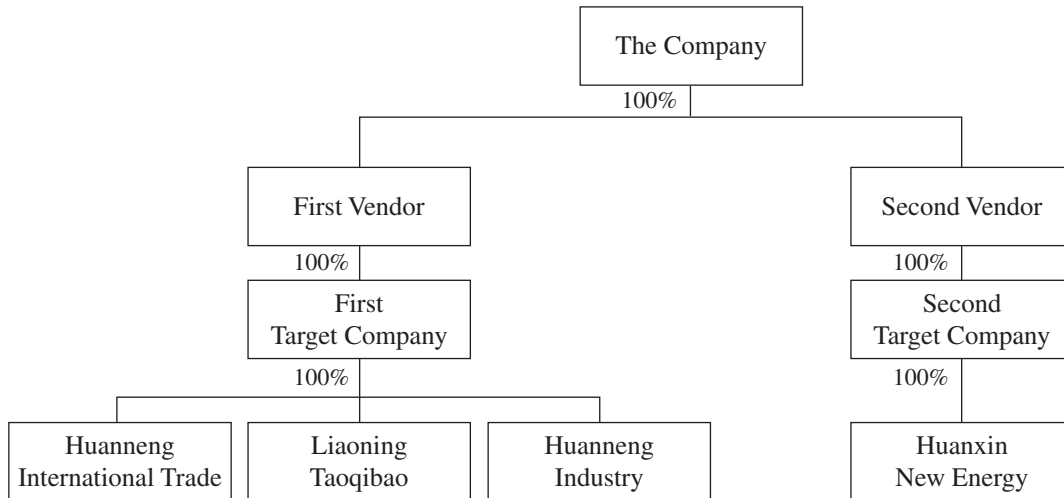 The Company
100%
First Vendor
Second Vendor
100%
100%
First
Target Company
Second
Target Company
100%
100%
Huanneng
International Trade
Liaoning
Taoqibao
Huanneng
Industry
Huanxin
New Energy